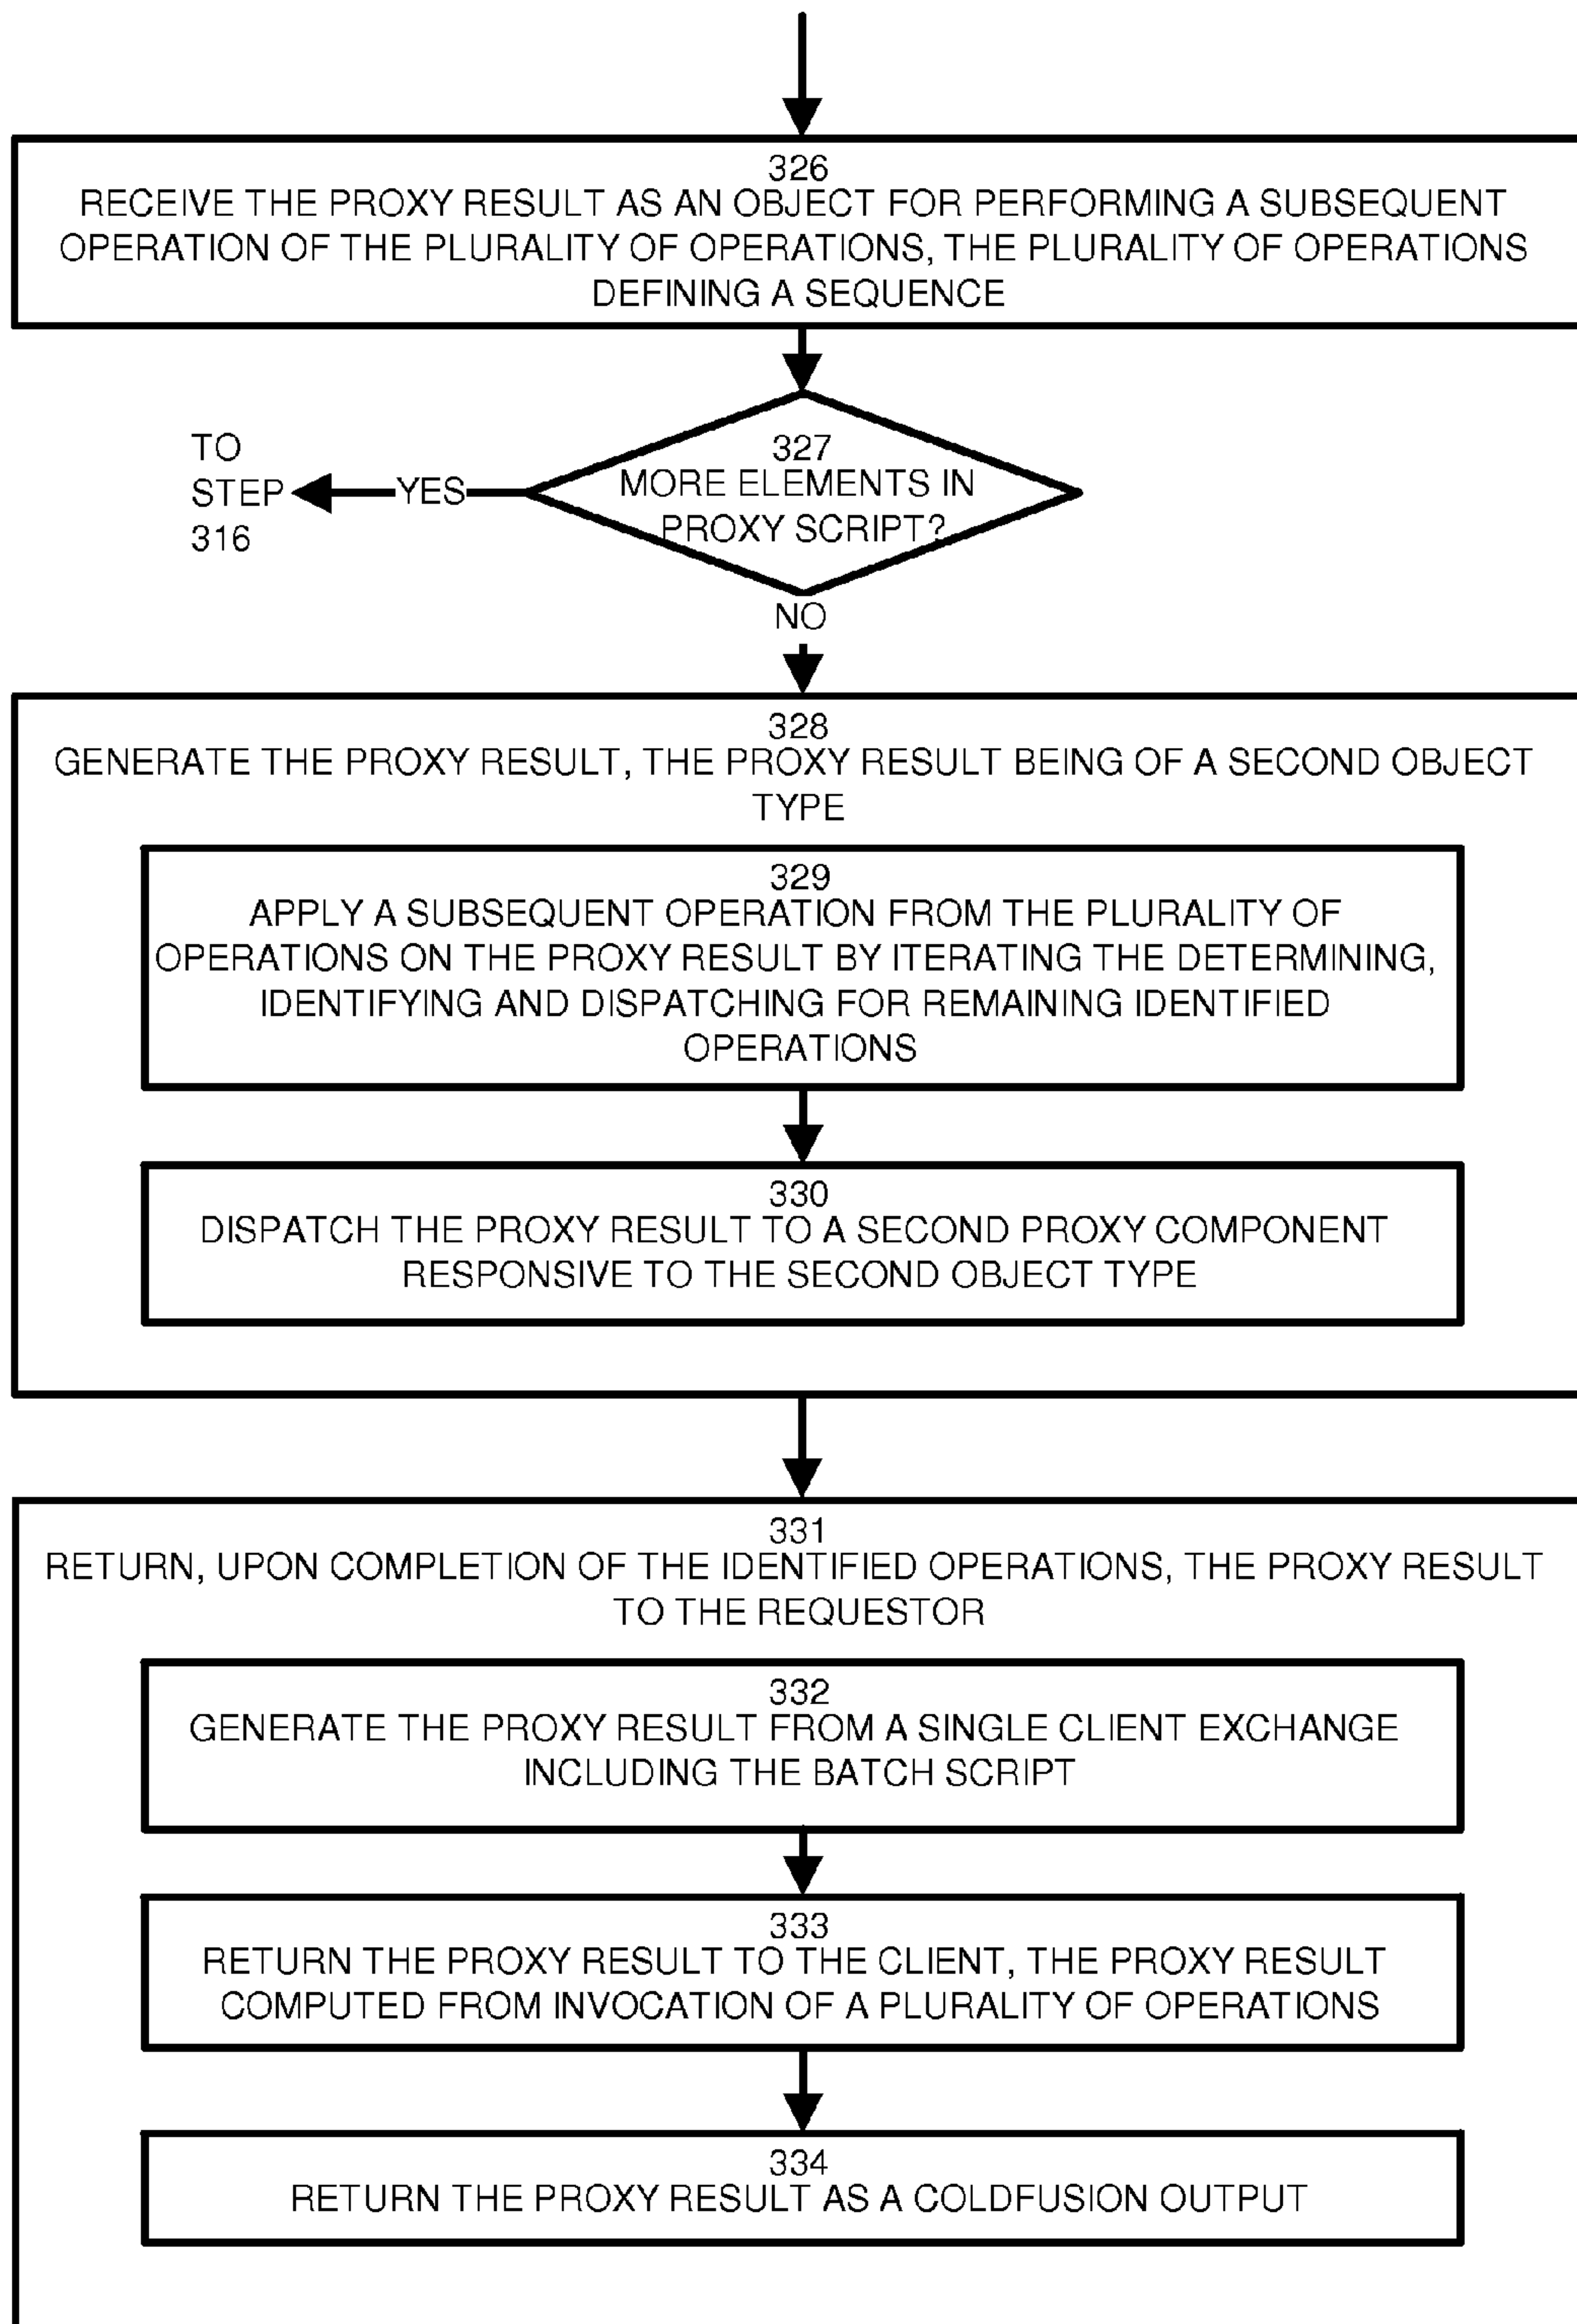 326
RECEIVE THE PROXY RESULT AS AN OBJECT FOR PERFORMING A SUBSEQUENT
OPERATION OF THE PLURALITY OF OPERATIONS, THE PLURALITY OF OPERATIONS
DEFINING A SEQUENCE
327
MORE ELEMENTS IN
PROXY SCRIPT?
YES
TO
STEP
316
NO
328
GENERATE THE PROXY RESULT, THE PROXY RESULT BEING OF A SECOND OBJECT
TYPE
329
APPLY A SUBSEQUENT OPERATION FROM THE PLURALITY OF
OPERATIONS ON THE PROXY RESULT BY ITERATING THE DETERMINING,
IDENTIFYING AND DISPATCHING FOR REMAINING IDENTIFIED
OPERATIONS
330
DISPATCH THE PROXY RESULT TO A SECOND PROXY COMPONENT
RESPONSIVE TO THE SECOND OBJECT TYPE
331
RETURN, UPON COMPLETION OF THE IDENTIFIED OPERATIONS, THE PROXY RESULT
TO THE REQUESTOR
332
GENERATE THE PROXY RESULT FROM A SINGLE CLIENT EXCHANGE
INCLUDING THE BATCH SCRIPT
333
RETURN THE PROXY RESULT TO THE CLIENT, THE PROXY RESULT
COMPUTED FROM INVOCATION OF A PLURALITY OF OPERATIONS
334
RETURN THE PROXY RESULT AS A COLDFUSION OUTPUT